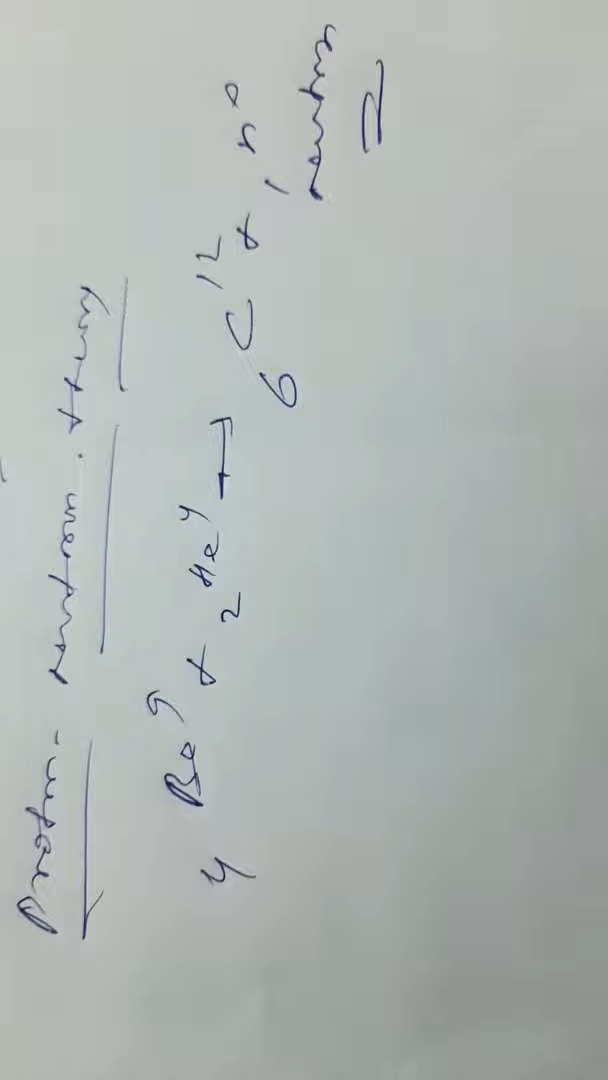 Proton - neutron . theory
₄Be⁹ + ₂He⁴ → ₆C¹² + ₁n⁰
neutron